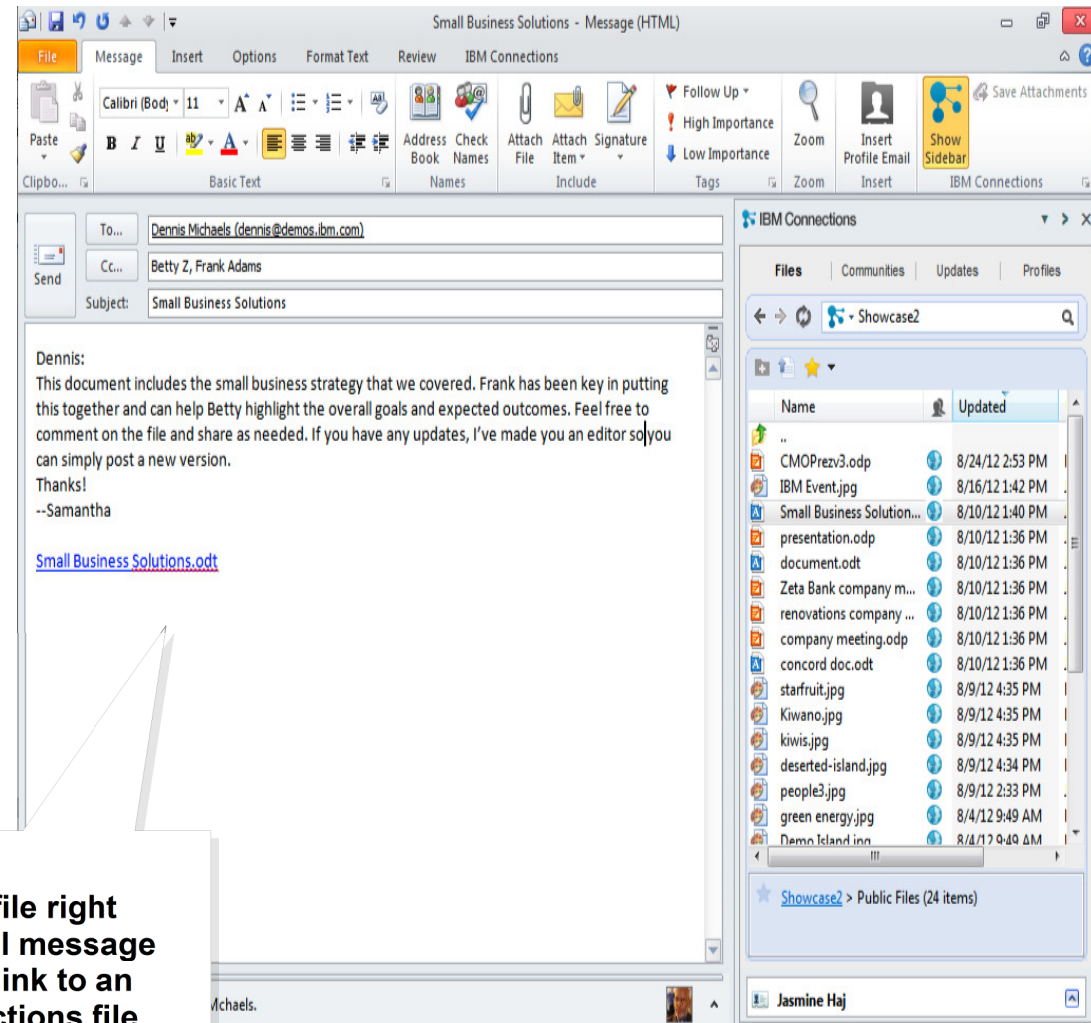 Small Business Solutions - Message (HTML)
File Message Insert Options Format Text Review IBM Connections
Paste
Calibri (Body 11
B I U
Address Book
Check Names
Attach File
Attach Item
Signature
Follow Up
High Importance
Low Importance
Zoom
Insert Profile Email
Show Sidebar
Save Attachments
Clipbo... Basic Text Names Include Tags Zoom Insert IBM Connections
Send
To... Dennis Michaels (dennis@demos.ibm.com)
Cc... Betty Z, Frank Adams
Subject: Small Business Solutions
Dennis:
This document includes the small business strategy that we covered. Frank has been key in putting
this together and can help Betty highlight the overall goals and expected outcomes. Feel free to
comment on the file and share as needed. If you have any updates, I've made you an editor so you
can simply post a new version.
Thanks!
--Samantha
Small Business Solutions.odt
file right
l message
ink to an
ctions file
Mchaels.
IBM Connections
Files Communities Updates Profiles
Showcase2
Name Updated
..
CMOPrezv3.odp 8/24/12 2:53 PM
IBM Event.jpg 8/16/12 1:42 PM
Small Business Solution... 8/10/12 1:40 PM
presentation.odp 8/10/12 1:36 PM
document.odt 8/10/12 1:36 PM
Zeta Bank company m... 8/10/12 1:36 PM
renovations company ... 8/10/12 1:36 PM
company meeting.odp 8/10/12 1:36 PM
concord doc.odt 8/10/12 1:36 PM
starfruit.jpg 8/9/12 4:35 PM
Kiwano.jpg 8/9/12 4:35 PM
kiwis.jpg 8/9/12 4:35 PM
deserted-island.jpg 8/9/12 4:34 PM
people3.jpg 8/9/12 2:33 PM
green energy.jpg 8/4/12 9:49 AM
Demo Island.jpg 8/4/12 9:49 AM
Showcase2 > Public Files (24 items)
Jasmine Haj